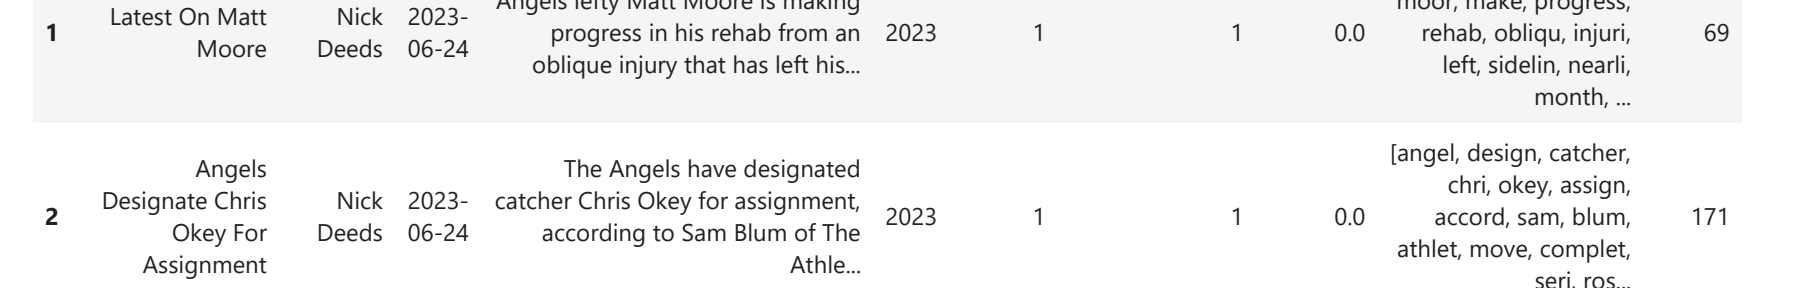 Angels lefty Matt Moore is making
moor, make, progress,
1 Latest On Matt Moore Nick Deeds 2023-06-24 progress in his rehab from an oblique injury that has left his... 2023 1 1 0.0 rehab, obliqu, injuri, left, sidelin, nearli, 69
month, ...
Angels
Designate Chris
Okey For
Assignment
Nick
Deeds
2023-
06-24
The Angels have designated
catcher Chris Okey for assignment,
according to Sam Blum of The
Athle...
2
2023
1
1
0.0
[angel, design, catcher,
chri, okey, assign,
accord, sam, blum,
athlet, move, complet,
seri, ros...
171